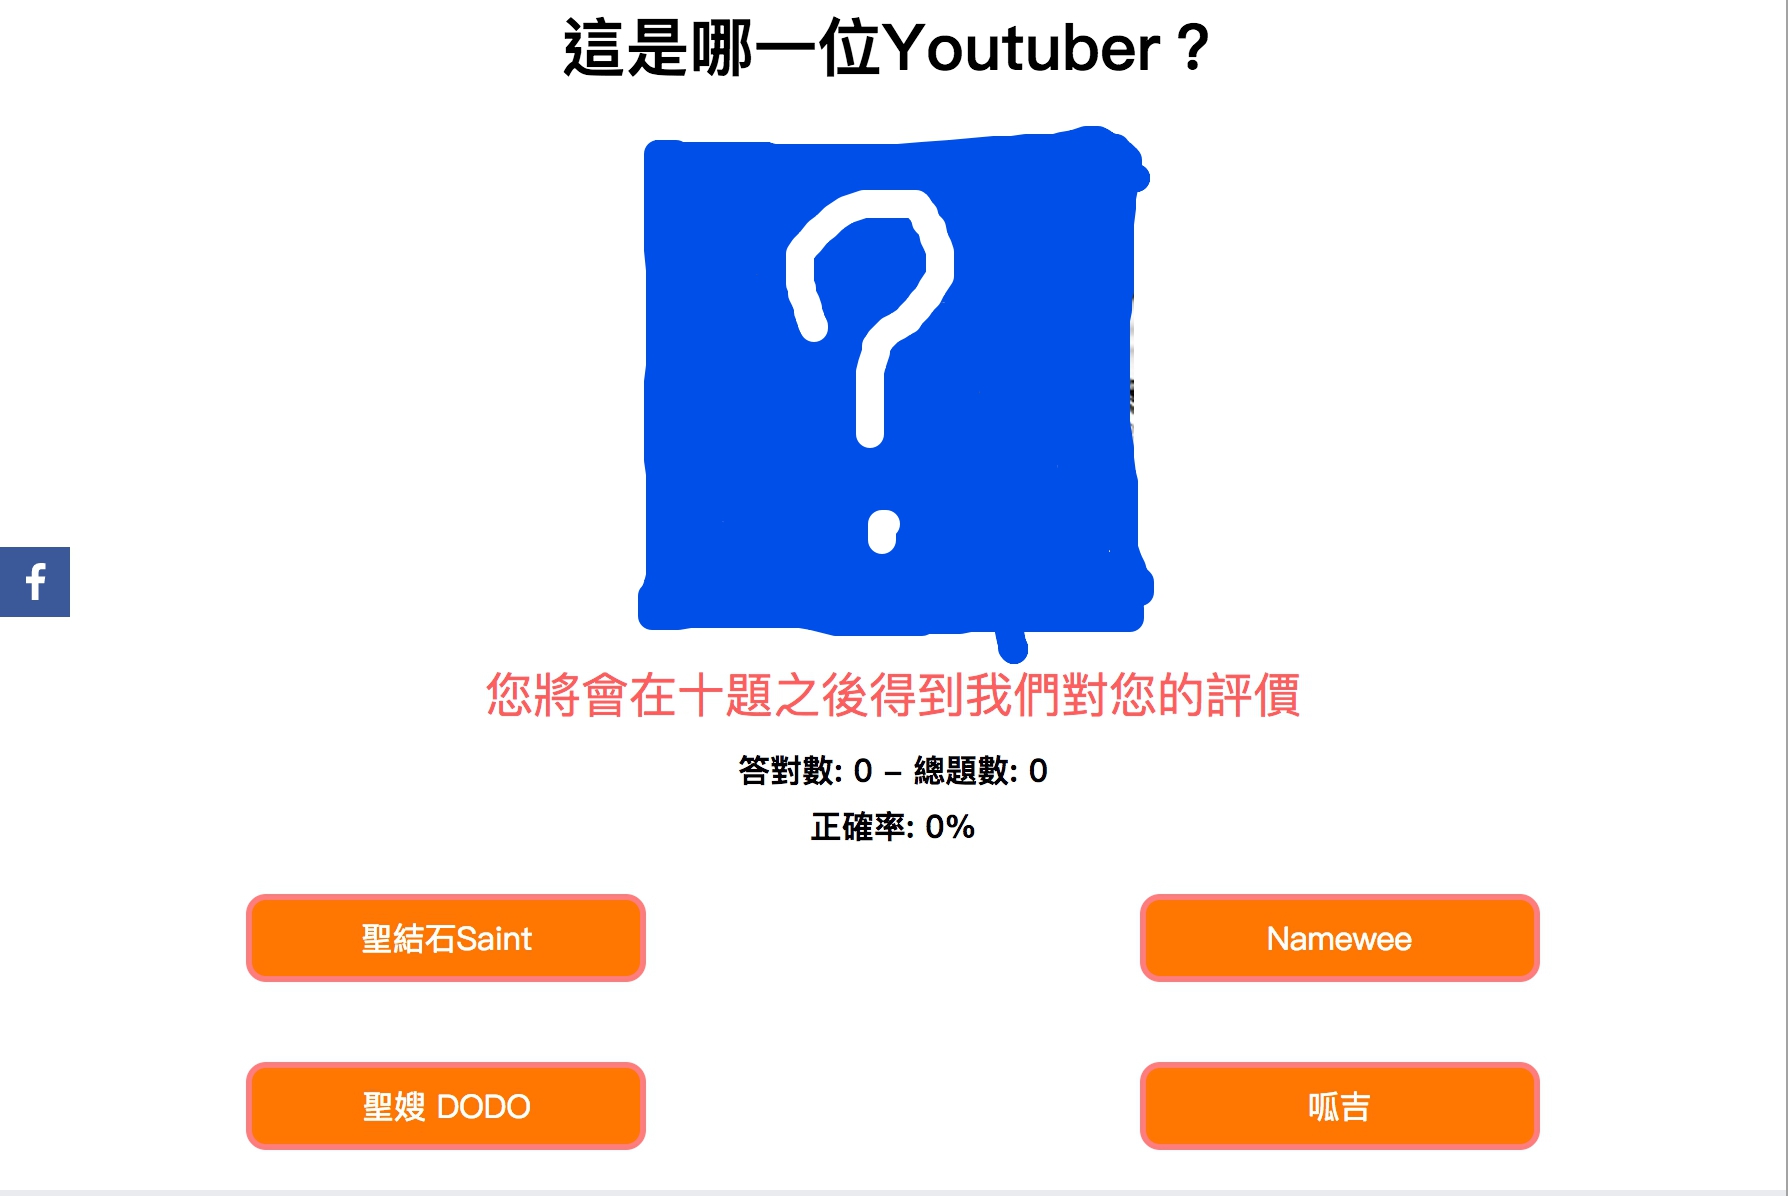 這是哪一位Youtuber？
?
f
您將會在十題之後得到我們對您的評價
答對數: 0 – 總題數: 0
正確率: 0%
聖結石Saint
Namewee
聖嫂 DODO
呱吉